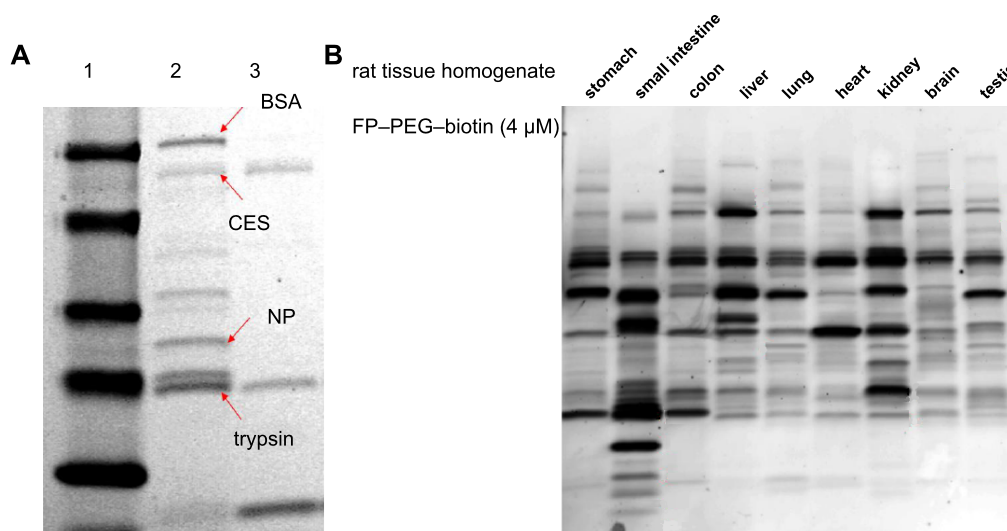 A
1 2 3
BSA
CES
NP
trypsin
B
rat tissue homogenate
stomach
small intestine
colon
liver
lung
heart
kidney
brain
FP–PEG–biotin (4 µM)